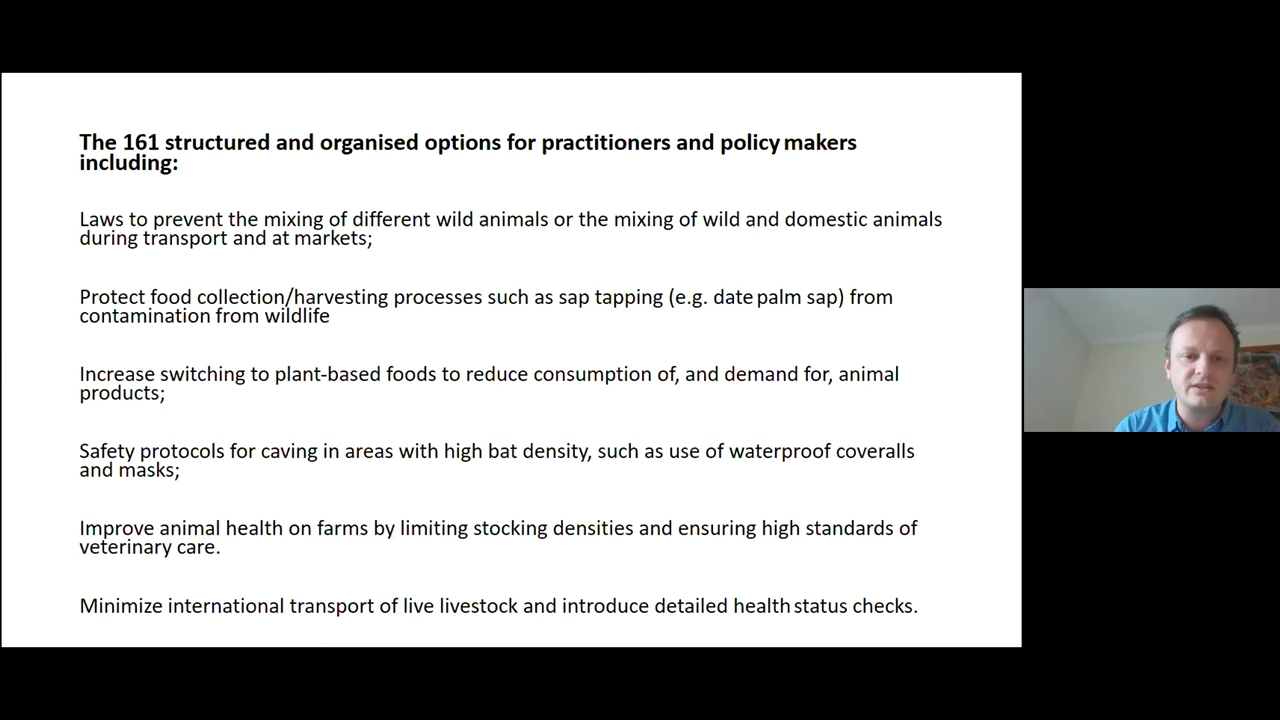 The 161 structured and organised options for practitioners and policy makers
including:
Laws to prevent the mixing of different wild animals or the mixing of wild and domestic animals
during transport and at markets;
Protect food collection/harvesting processes such as sap tapping (e.g. date palm sap) from
contamination from wildlife
Increase switching to plant-based foods to reduce consumption of, and demand for, animal
products;
Safety protocols for caving in areas with high bat density, such as use of waterproof coveralls
and masks;
Improve animal health on farms by limiting stocking densities and ensuring high standards of
veterinary care.
Minimize international transport of live livestock and introduce detailed health status checks.